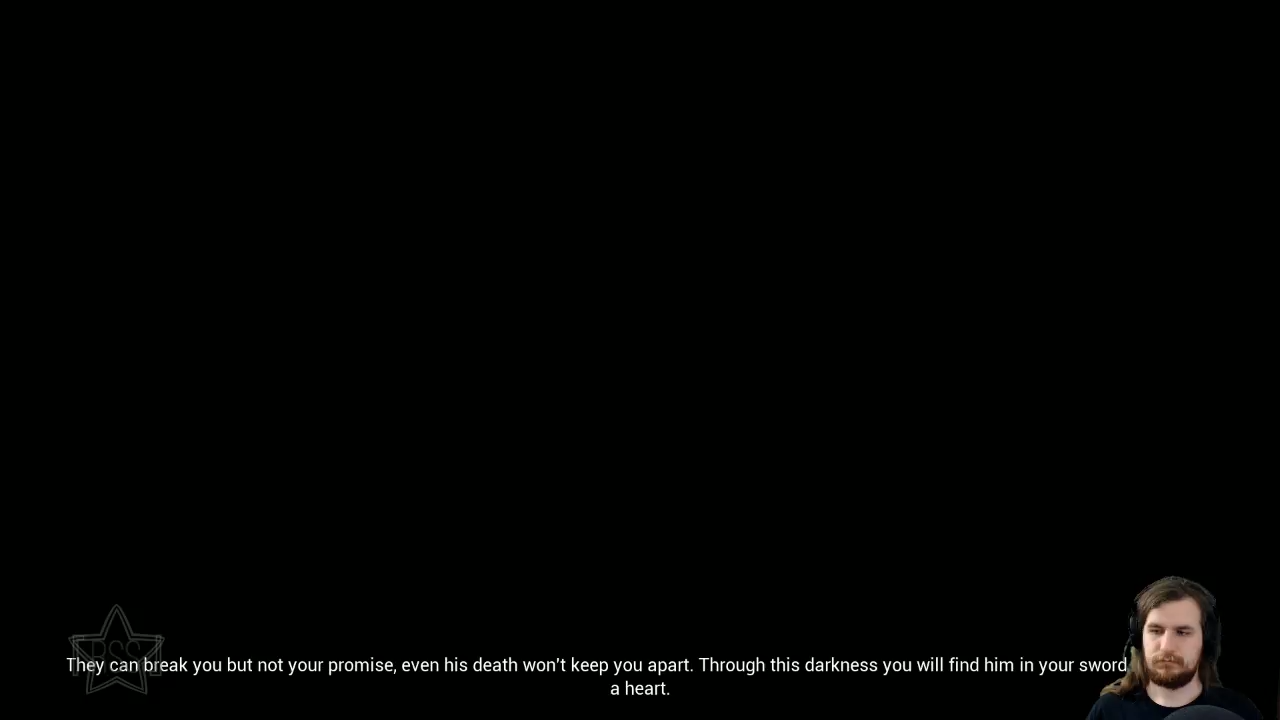 They can break you but not your promise, even his death won't keep you apart. Through this darkness you will find him in your sword
a heart.
RSS